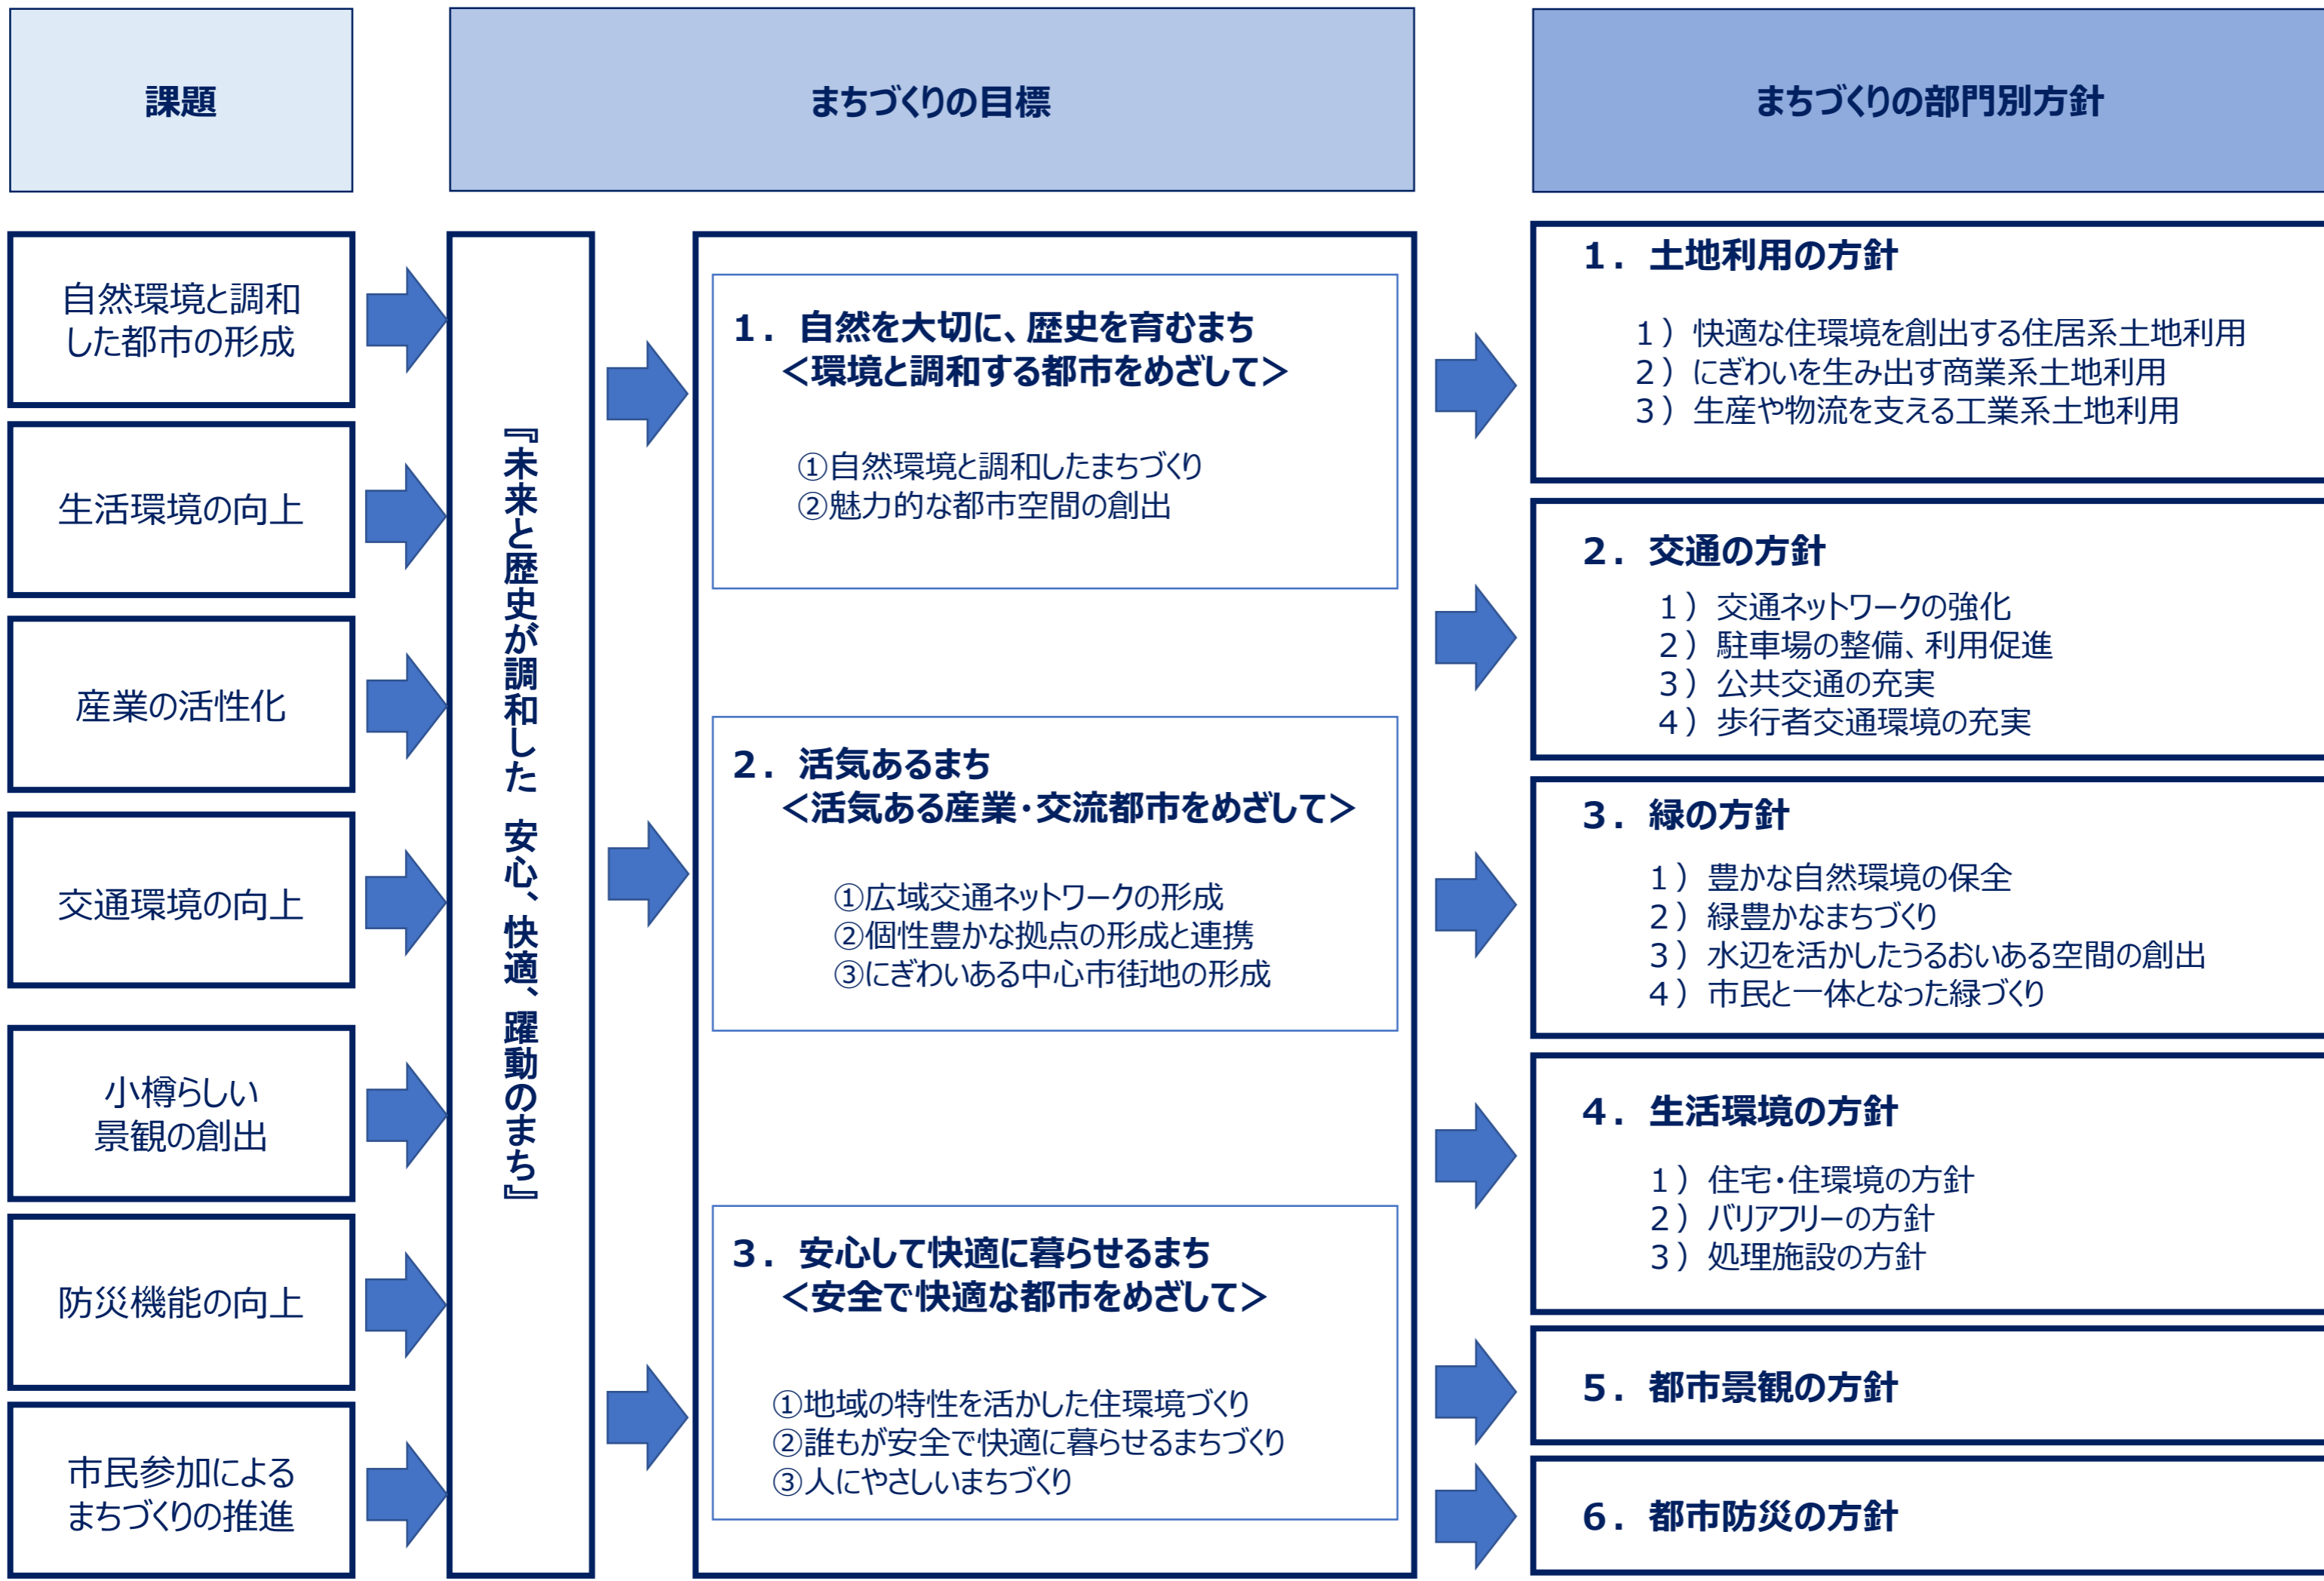 課題
まちづくりの目標
まちづくりの部門別方針
自然環境と調和
した都市の形成
生活環境の向上
産業の活性化
交通環境の向上
小樽らしい
景観の創出
防災機能の向上
市民参加による
まちづくりの推進
『未来と歴史が調和した 安心、快適、躍動のまち』
１．自然を大切に、歴史を育むまち
＜環境と調和する都市をめざして＞
①自然環境と調和したまちづくり
②魅力的な都市空間の創出
２．活気あるまち
＜活気ある産業・交流都市をめざして＞
①広域交通ネットワークの形成
②個性豊かな拠点の形成と連携
③にぎわいある中心市街地の形成
３．安心して快適に暮らせるまち
＜安全で快適な都市をめざして＞
①地域の特性を活かした住環境づくり
②誰もが安全で快適に暮らせるまちづくり
③人にやさしいまちづくり
１．土地利用の方針
１）快適な住環境を創出する住居系土地利用
２）にぎわいを生み出す商業系土地利用
３）生産や物流を支える工業系土地利用
２．交通の方針
１）交通ネットワークの強化
２）駐車場の整備、利用促進
３）公共交通の充実
４）歩行者交通環境の充実
３．緑の方針
１）豊かな自然環境の保全
２）緑豊かなまちづくり
３）水辺を活かしたうるおいある空間の創出
４）市民と一体となった緑づくり
４．生活環境の方針
１）住宅・住環境の方針
２）バリアフリーの方針
３）処理施設の方針
５．都市景観の方針
６．都市防災の方針